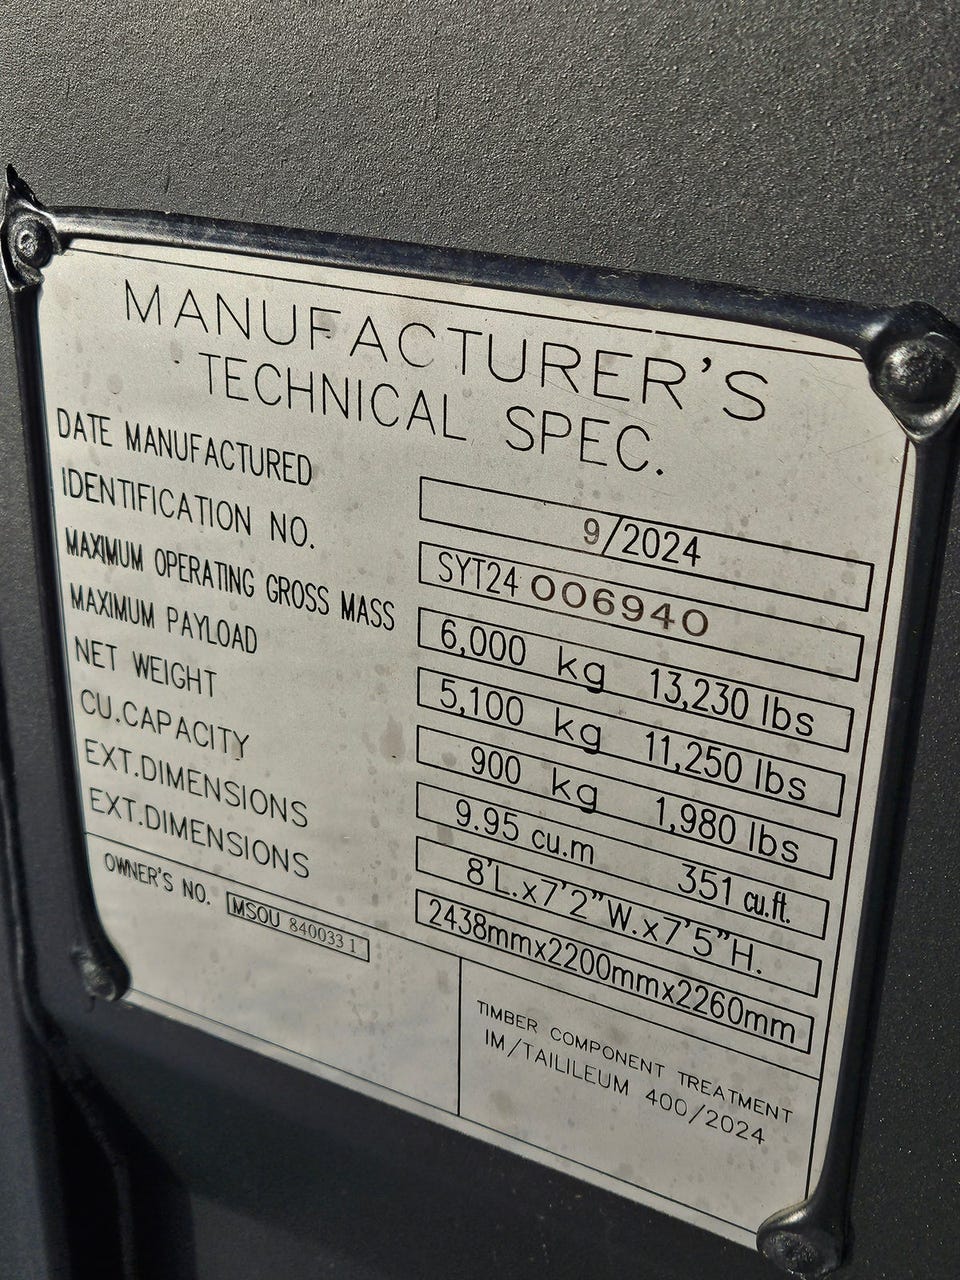 MANUFACTURER'S
TECHNICAL SPEC.
DATE MANUFACTURED 9/2024
IDENTIFICATION NO. SYT24 006940
MAXIMUM OPERATING GROSS MASS 6,000 kg 13,230 lbs
MAXIMUM PAYLOAD 5,100 kg 11,250 lbs
NET WEIGHT 900 kg 1,980 lbs
CU.CAPACITY 9.95 cu.m 351 cu.ft.
EXT.DIMENSIONS 8'L.x7'2"W.x7'5"H.
EXT.DIMENSIONS 2438mmx2200mmx2260mm
OWNER'S NO. MSOU 840033 1
TIMBER COMPONENT TREATMENT
IM/TAILILEUM 400/2024